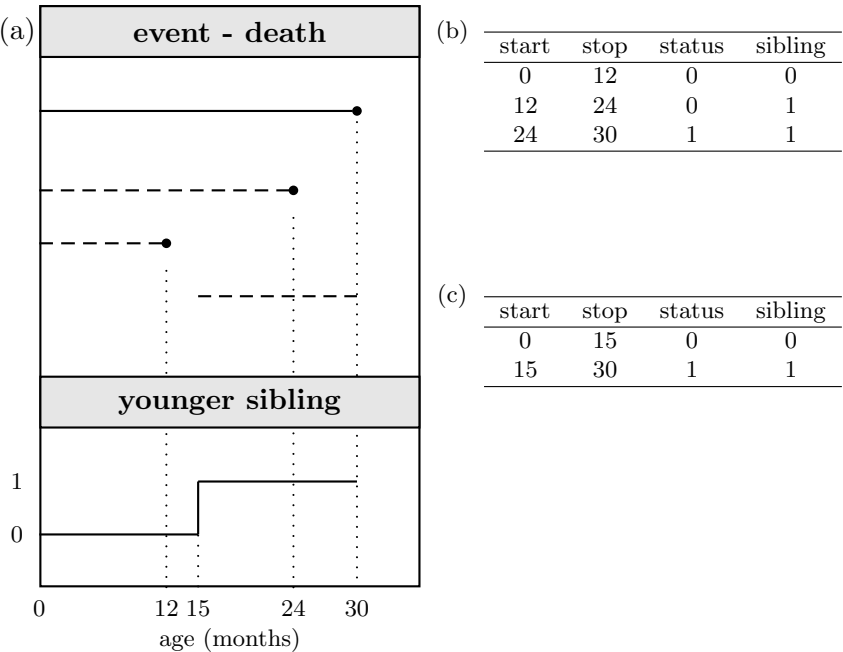 (a)
event - death
younger sibling
1
0
0 12 15 24 30
age (months)
(b)
start stop status sibling
0 12 0 0
12 24 0 1
24 30 1 1
(c)
start stop status sibling
0 15 0 0
15 30 1 1